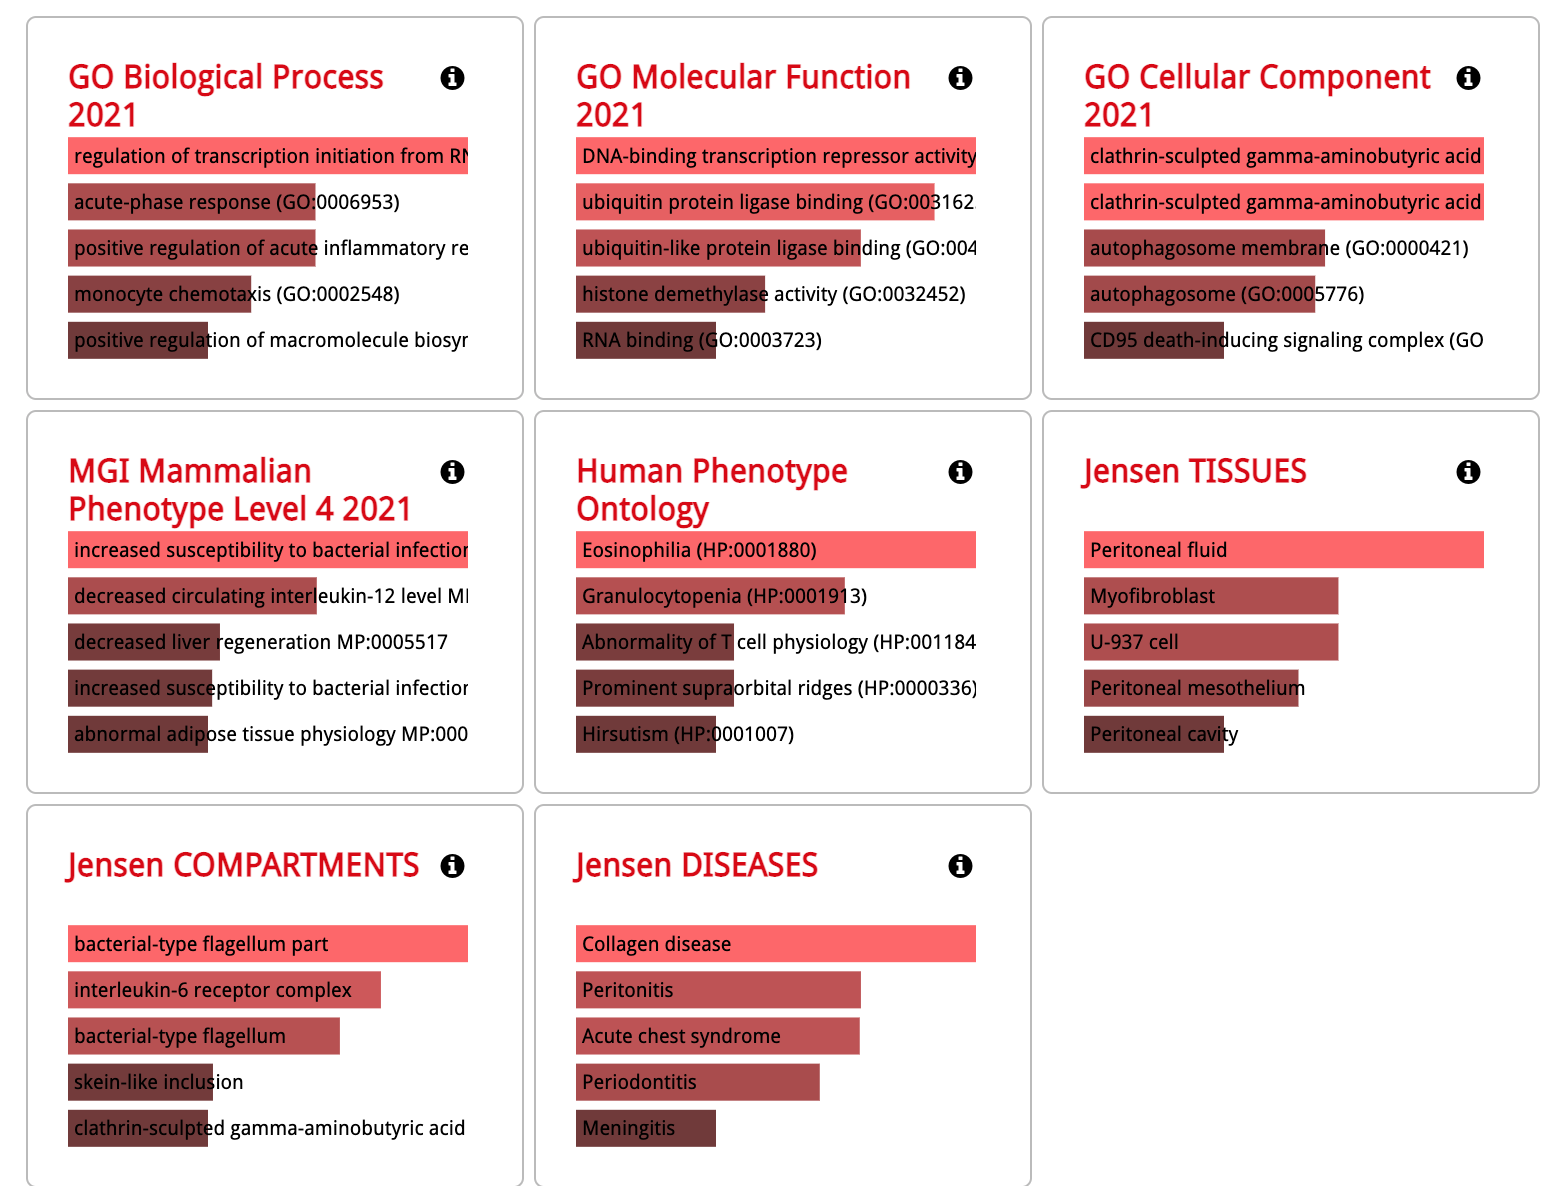 GO Biological Process
2021
regulation of transcription initiation from RN
acute-phase response (GO:0006953)
positive regulation of acute inflammatory re
monocyte chemotaxis (GO:0002548)
positive regulation of macromolecule biosyr
GO Molecular Function
2021
DNA-binding transcription repressor activity
ubiquitin protein ligase binding (GO:003162
ubiquitin-like protein ligase binding (GO:004
histone demethylase activity (GO:0032452)
RNA binding (GO:0003723)
GO Cellular Component
2021
clathrin-sculpted gamma-aminobutyric acid
clathrin-sculpted gamma-aminobutyric acid
autophagosome membrane (GO:0000421)
autophagosome (GO:0005776)
CD95 death-inducing signaling complex (GO
MGI Mammalian
Phenotype Level 4 2021
increased susceptibility to bacterial infection
decreased circulating interleukin-12 level MP
decreased liver regeneration MP:0005517
increased susceptibility to bacterial infection
abnormal adipose tissue physiology MP:000
Human Phenotype
Ontology
Eosinophilia (HP:0001880)
Granulocytopenia (HP:0001913)
Abnormality of T cell physiology (HP:001184
Prominent supraorbital ridges (HP:0000336)
Hirsutism (HP:0001007)
Jensen TISSUES
Peritoneal fluid
Myofibroblast
U-937 cell
Peritoneal mesothelium
Peritoneal cavity
Jensen COMPARTMENTS
bacterial-type flagellum part
interleukin-6 receptor complex
bacterial-type flagellum
skein-like inclusion
clathrin-sculpted gamma-aminobutyric acid
Jensen DISEASES
Collagen disease
Peritonitis
Acute chest syndrome
Periodontitis
Meningitis